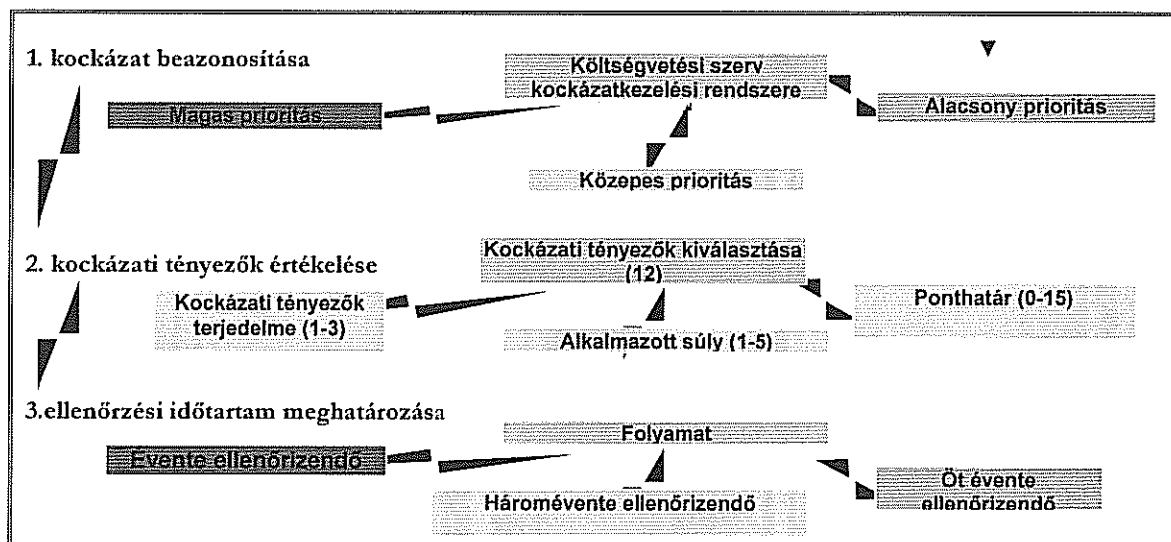 1. kockázat beazonosítása
Költségvetési szerv
kockázatkezelési rendszere
Magas prioritás
Alacsony prioritás
Közepes prioritás
2. kockázati tényezők értékelése
Kockázati tényezők kiválasztása
(12)
Kockázati tényezők
terjedelme (1-3)
Ponthatár (0-15)
Alkalmazott súly (1-5)
3.ellenőrzési időtartam meghatározása
Folyamat
Évente ellenőrizendő
Háromévente ellenőrizendő
Öt évente
ellenőrizendő